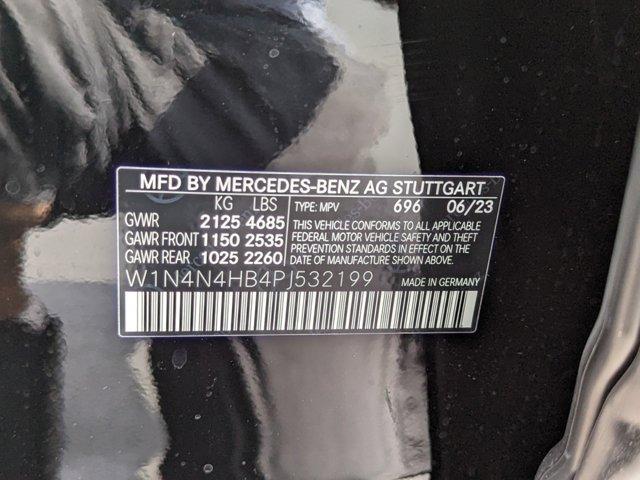 MFD BY MERCEDES-BENZ AG STUTTGART
KG LBS TYPE: MPV 696 06/23
GVWR 2125 4685
GAWR FRONT 1150 2535
GAWR REAR 1025 2260
THIS VEHICLE CONFORMS TO ALL APPLICABLE
FEDERAL MOTOR VEHICLE SAFETY AND THEFT
PREVENTION STANDARDS IN EFFECT ON THE
DATE OF MANUFACTURE SHOWN ABOVE.
W1N4N4HB4PJ532199 MADE IN GERMANY